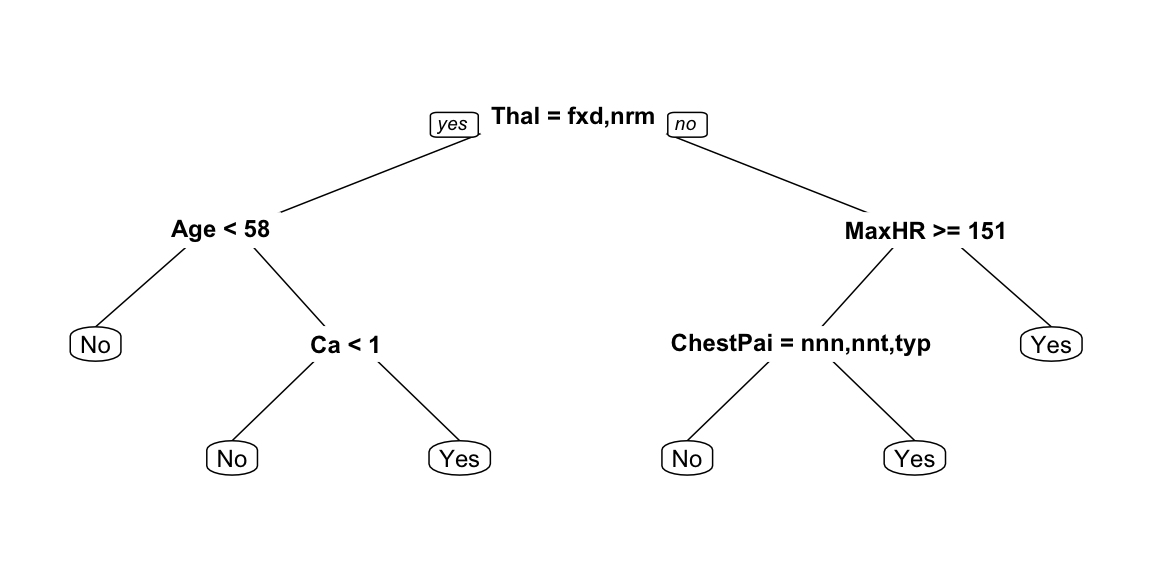 yes Thal = fxd,nrm no
Age < 58 MaxHR >= 151
No Ca < 1 ChestPai = nnn,nnt,typ Yes
No Yes No Yes